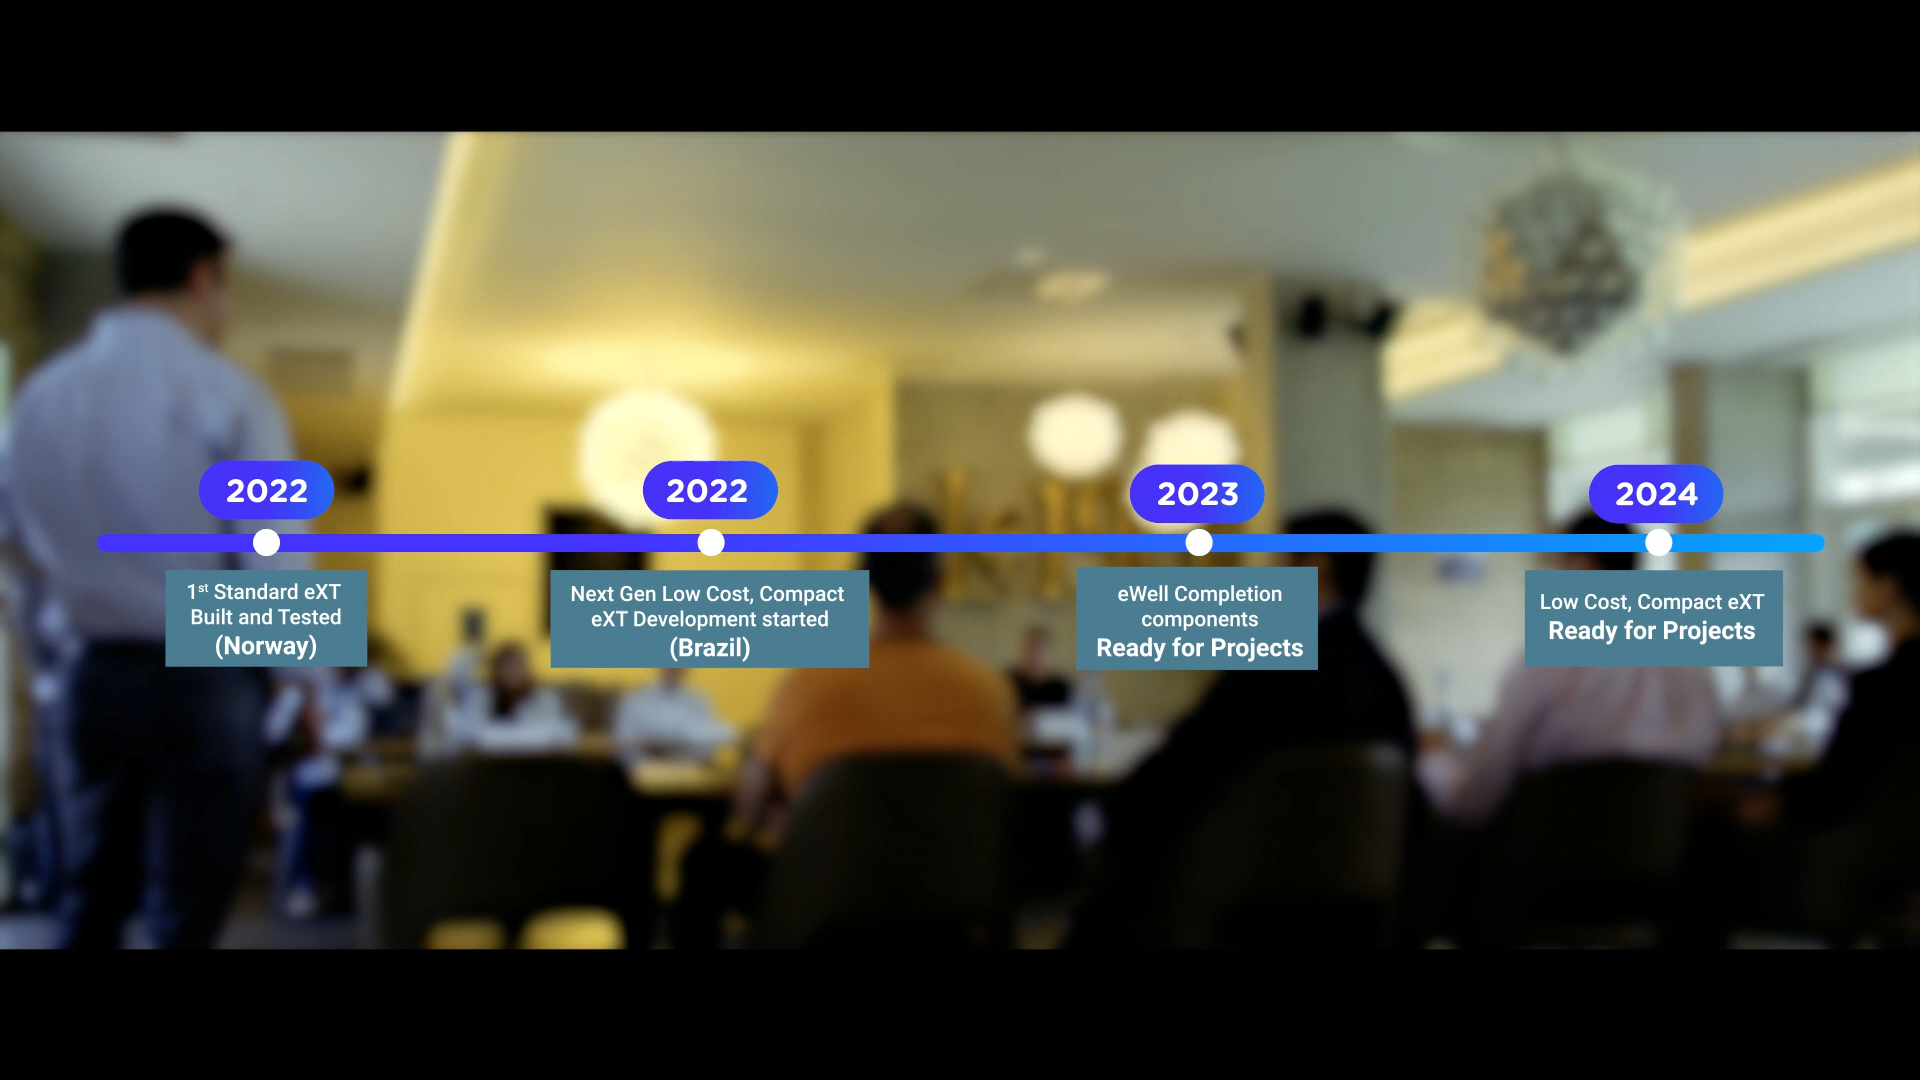 2022
1st Standard eXT
Built and Tested
(Norway)
2022
Next Gen Low Cost, Compact
eXT Development started
(Brazil)
2023
eWell Completion
components
Ready for Projects
2024
Low Cost, Compact eXT
Ready for Projects